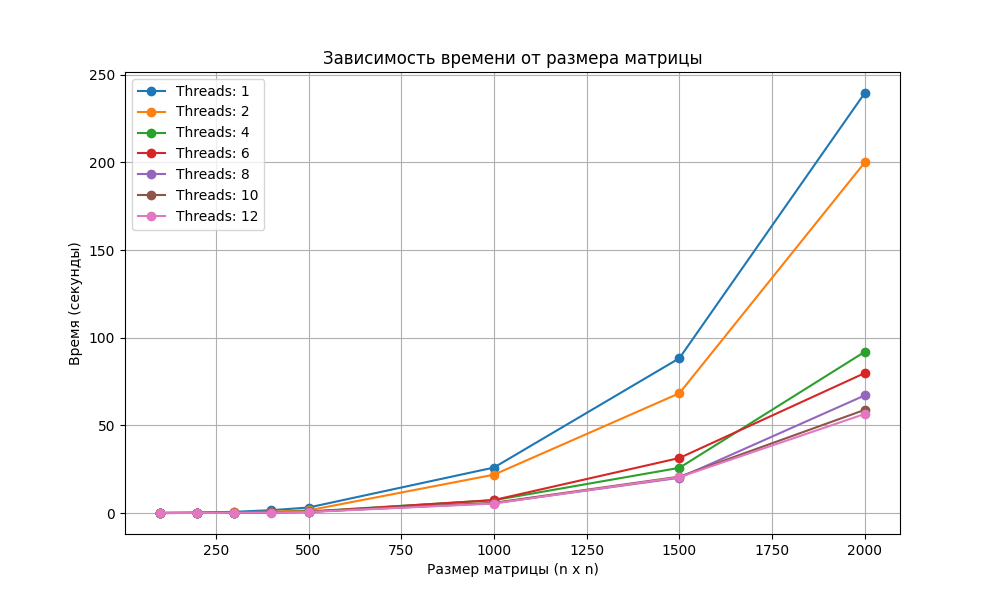 Зависимость времени от размера матрицы
Threads: 1
Threads: 2
Threads: 4
Threads: 6
Threads: 8
Threads: 10
Threads: 12
250
200
150
100
50
0
Время (секунды)
250 500 750 1000 1250 1500 1750 2000
Размер матрицы (n x n)